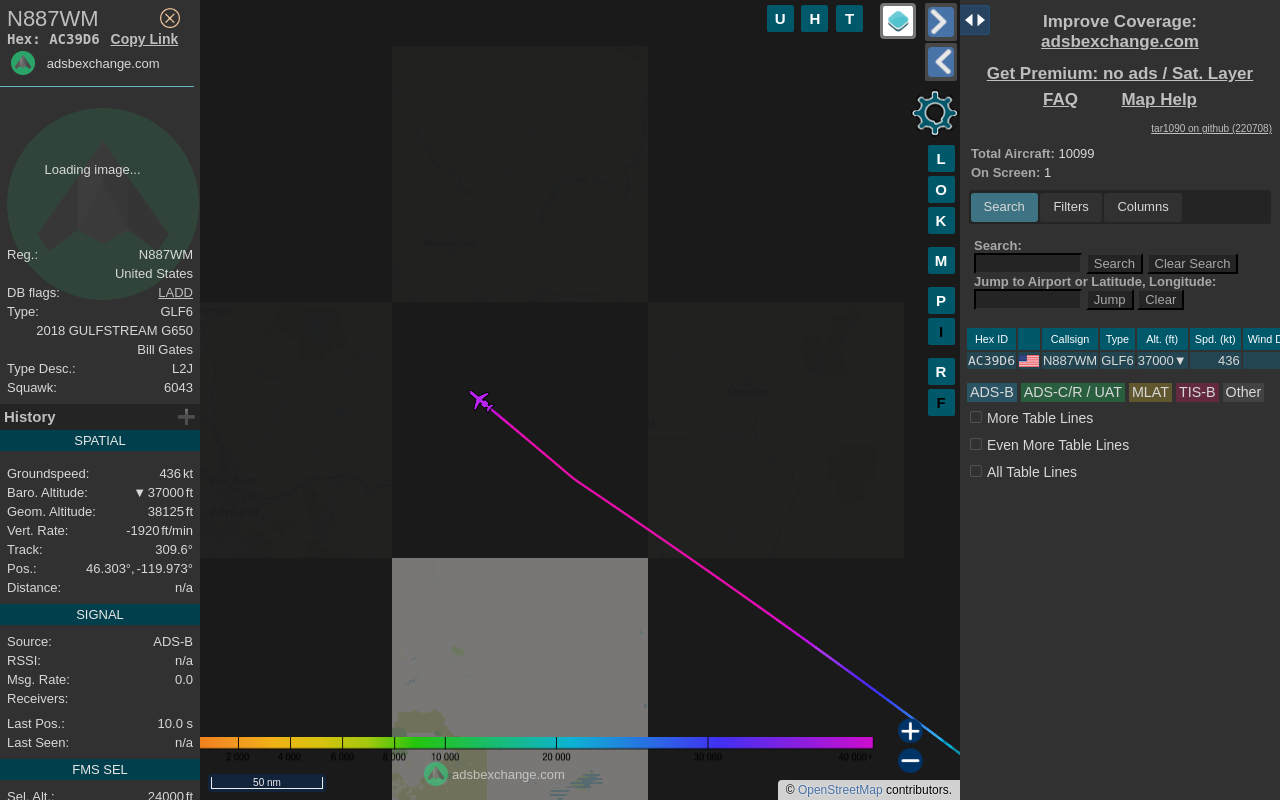 N887WM
Hex: AC39D6 Copy Link
adsbexchange.com
Loading image...
Reg.: N887WM
United States
DB flags: LADD
Type: GLF6
2018 GULFSTREAM G650
Bill Gates
Type Desc.: L2J
Squawk: 6043
History
SPATIAL
Groundspeed: 436 kt
Baro. Altitude: ▼ 37000 ft
Geom. Altitude: 38125 ft
Vert. Rate: -1920 ft/min
Track: 309.6°
Pos.: 46.303°, -119.973°
Distance: n/a
SIGNAL
Source: ADS-B
RSSI: n/a
Msg. Rate: 0.0
Receivers:
Last Pos.: 10.0 s
Last Seen: n/a
FMS SEL
Sel. Alt.: 24000 ft
U H T
L
O
K
M
P
I
R
F
2 000 4 000 6 000 8 000 10 000 20 000 30 000 40 000+
adsbexchange.com
50 nm
© OpenStreetMap contributors.
Improve Coverage:
adsbexchange.com
Get Premium: no ads / Sat. Layer
FAQ Map Help
tar1090 on github (220708)
Total Aircraft: 10099
On Screen: 1
Search Filters Columns
Search:
Search Clear Search
Jump to Airport or Latitude, Longitude:
Jump Clear
Hex ID Callsign Type Alt. (ft) Spd. (kt) Wind D
AC39D6 N887WM GLF6 37000▼ 436
ADS-B ADS-C/R / UAT MLAT TIS-B Other
More Table Lines
Even More Table Lines
All Table Lines